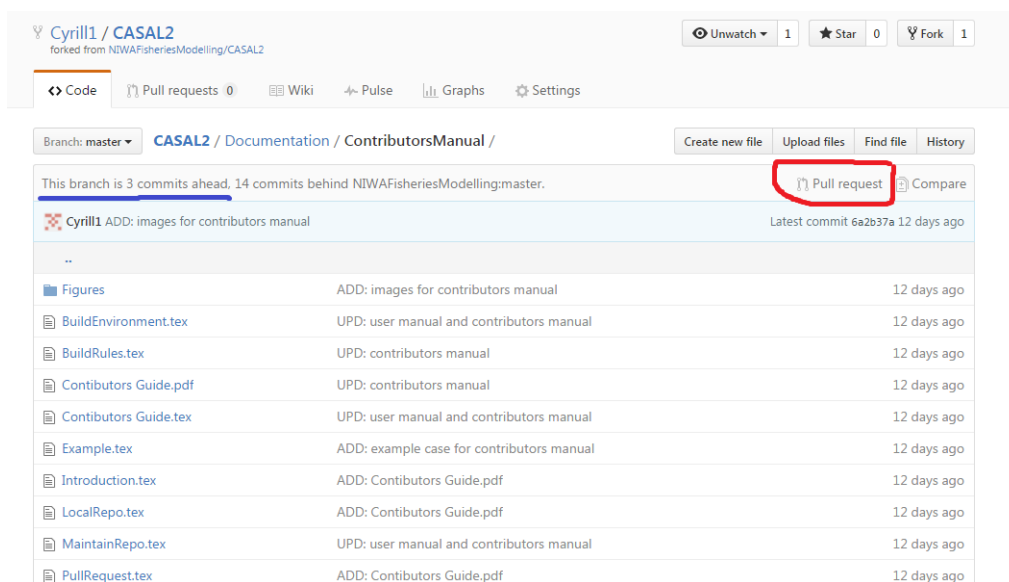 Cyrill1 / CASAL2
forked from NIWAFisheriesModelling/CASAL2
Unwatch 1 Star 0 Fork 1
Code Pull requests 0 Wiki Pulse Graphs Settings
Branch: master CASAL2 / Documentation / ContributorsManual / Create new file Upload files Find file History
This branch is 3 commits ahead, 14 commits behind NIWAFisheriesModelling:master. Pull request Compare
Cyrill1 ADD: images for contributors manual Latest commit 6a2b37a 12 days ago
..
Figures ADD: images for contributors manual 12 days ago
BuildEnvironment.tex UPD: user manual and contributors manual 12 days ago
BuildRules.tex UPD: contributors manual 12 days ago
Contibutors Guide.pdf UPD: contributors manual 12 days ago
Contibutors Guide.tex UPD: user manual and contributors manual 12 days ago
Example.tex ADD: example case for contributors manual 12 days ago
Introduction.tex ADD: Contibutors Guide.pdf 12 days ago
LocalRepo.tex ADD: Contibutors Guide.pdf 12 days ago
MaintainRepo.tex UPD: user manual and contributors manual 12 days ago
PullRequest.tex ADD: Contibutors Guide.pdf 12 days ago